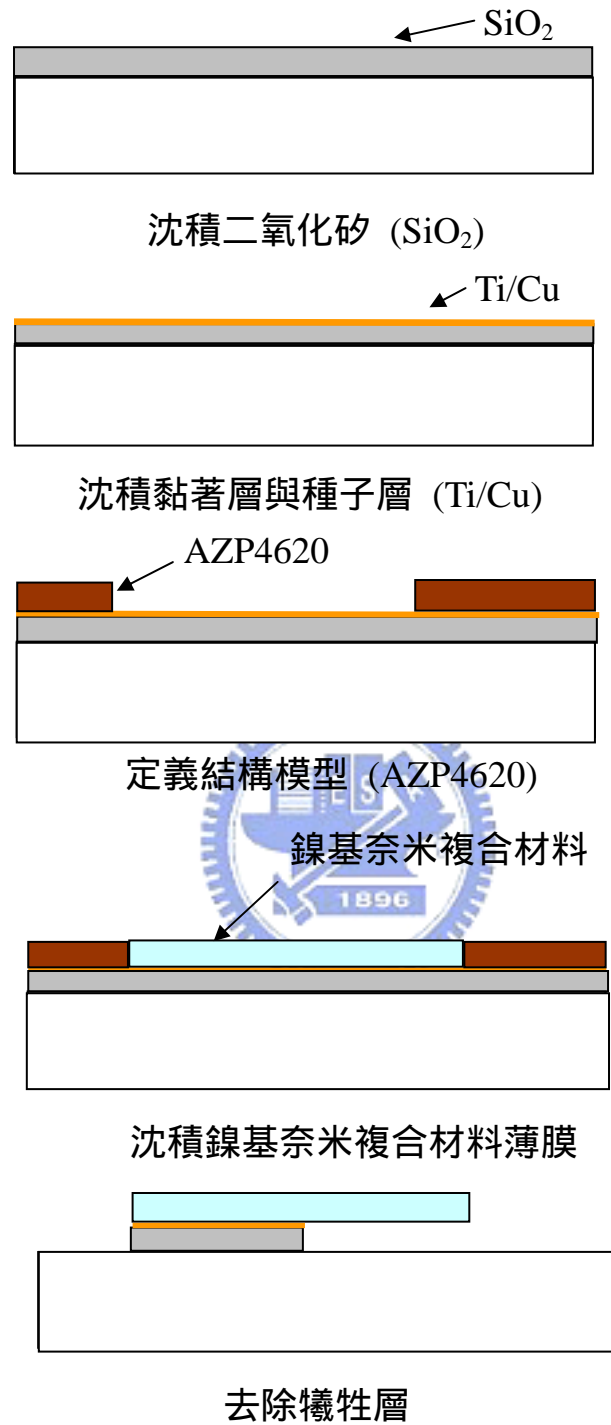 SiO₂
沈積二氧化矽 (SiO₂)
Ti/Cu
沈積黏著層與種子層 (Ti/Cu)
AZP4620
定義結構模型 (AZP4620)
E S
鎳基奈米複合材料
1896
沈積鎳基奈米複合材料薄膜
去除犧牲層